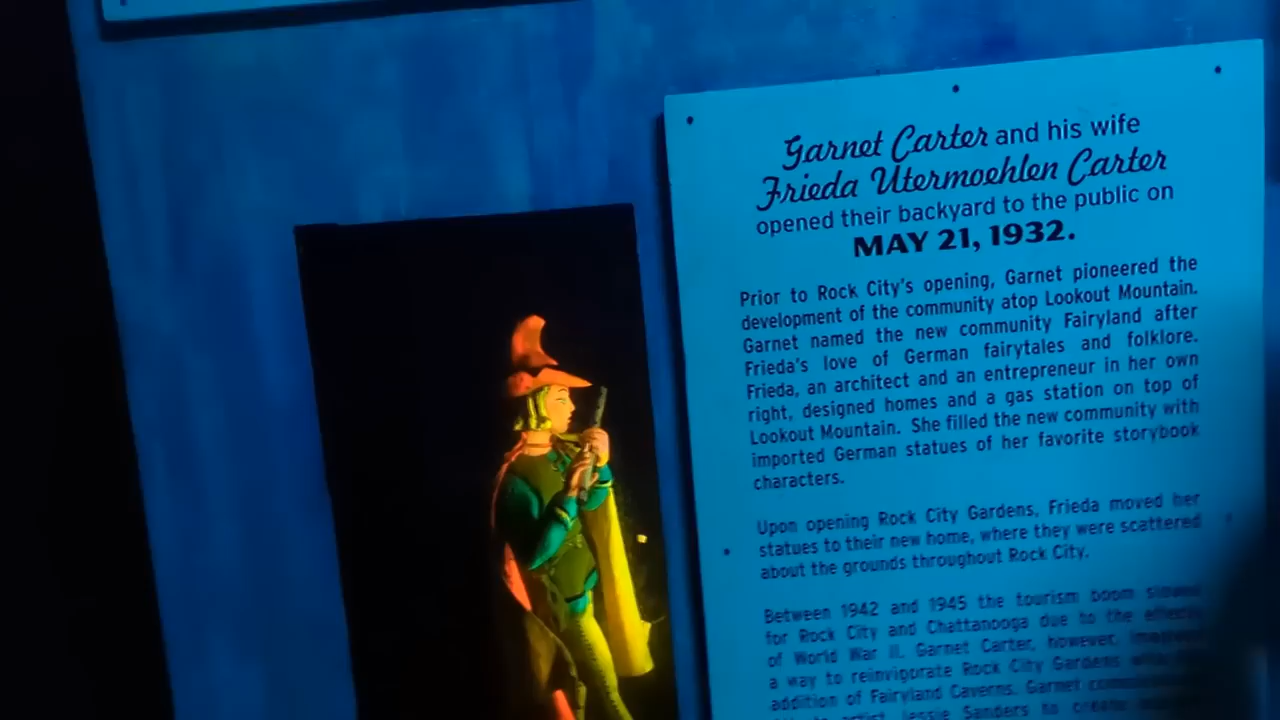 Garnet Carter and his wife
Frieda Utermoehlen Carter
opened their backyard to the public on
MAY 21, 1932.
Prior to Rock City's opening, Garnet pioneered the
development of the community atop Lookout Mountain.
Garnet named the new community Fairyland after
Frieda's love of German fairytales and folklore.
Frieda, an architect and an entrepreneur in her own
right, designed homes and a gas station on top of
Lookout Mountain. She filled the new community with
imported German statues of her favorite storybook
characters.
Upon opening Rock City Gardens, Frieda moved her
statues to their new home, where they were scattered
about the grounds throughout Rock City.
Between 1942 and 1945 the tourism boom slowed
for Rock City and Chattanooga due to the effects
of World War II. Garnet Carter, however,
a way to reinvigorate Rock City Gardens
addition of Fairyland Caverns. Garnet
artist Jessie Sanders to create